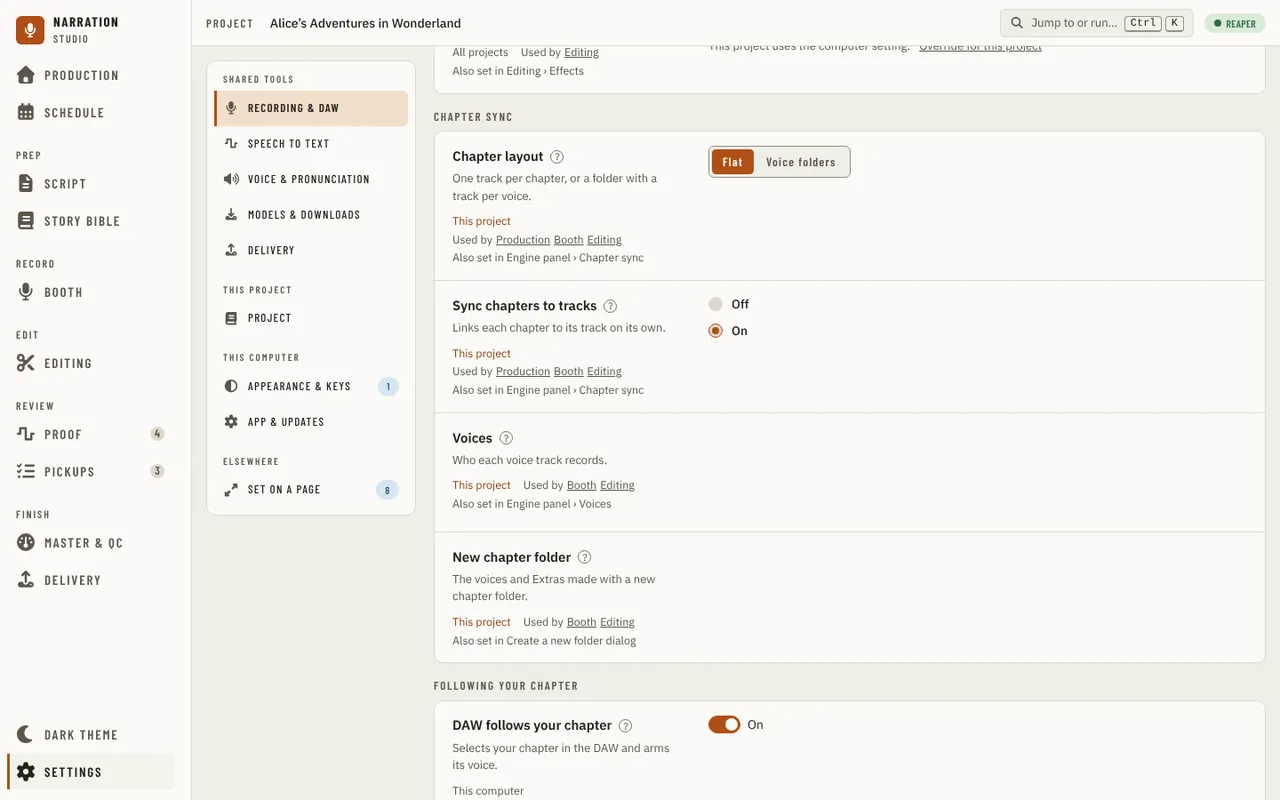 NARRATION
STUDIO
PRODUCTION
SCHEDULE
PREP
SCRIPT
STORY BIBLE
RECORD
BOOTH
EDIT
EDITING
REVIEW
PROOF 4
PICKUPS 3
FINISH
MASTER & QC
DELIVERY
DARK THEME
SETTINGS
PROJECT Alice's Adventures in Wonderland
Jump to or run... Ctrl K
REAPER
SHARED TOOLS
RECORDING & DAW
SPEECH TO TEXT
VOICE & PRONUNCIATION
MODELS & DOWNLOADS
DELIVERY
THIS PROJECT
PROJECT
THIS COMPUTER
APPEARANCE & KEYS 1
APP & UPDATES
ELSEWHERE
SET ON A PAGE 8
This project uses the computer setting. Override for this project
All projects Used by Editing
Also set in Editing › Effects
CHAPTER SYNC
Chapter layout ?
Flat Voice folders
One track per chapter, or a folder with a
track per voice.
This project
Used by Production Booth Editing
Also set in Engine panel › Chapter sync
Sync chapters to tracks ?
Off
On
Links each chapter to its track on its own.
This project
Used by Production Booth Editing
Also set in Engine panel › Chapter sync
Voices ?
Who each voice track records.
This project Used by Booth Editing
Also set in Engine panel › Voices
New chapter folder ?
The voices and Extras made with a new
chapter folder.
This project Used by Booth Editing
Also set in Create a new folder dialog
FOLLOWING YOUR CHAPTER
DAW follows your chapter ?
On
Selects your chapter in the DAW and arms
its voice.
This computer